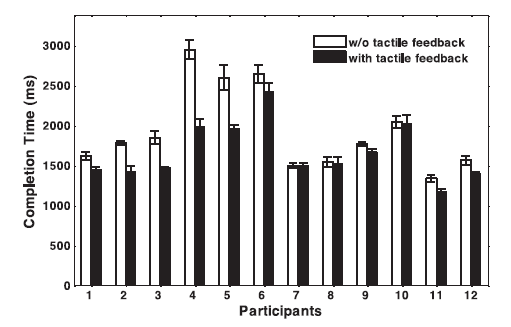 w/o tactile feedback
with tactile feedback
Completion Time (ms)
3000
2500
2000
1500
1000
500
0
1 2 3 4 5 6 7 8 9 10 11 12
Participants